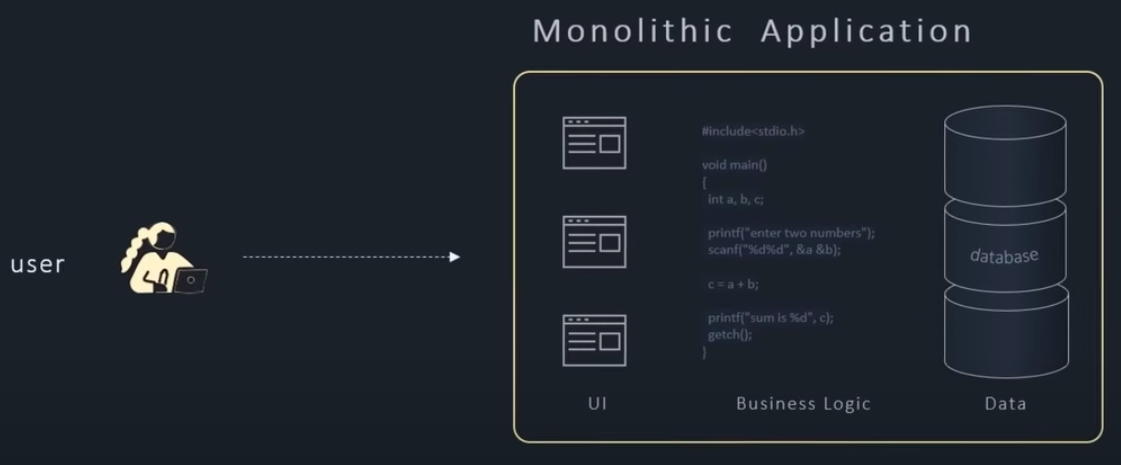 Monolithic Application
user
#include<stdio.h>
void main()
{
int a, b, c;
printf("enter two numbers");
scanf("%d%d", &a &b);
c = a + b;
printf("sum is %d", c);
getch();
}
database
UI
Business Logic
Data